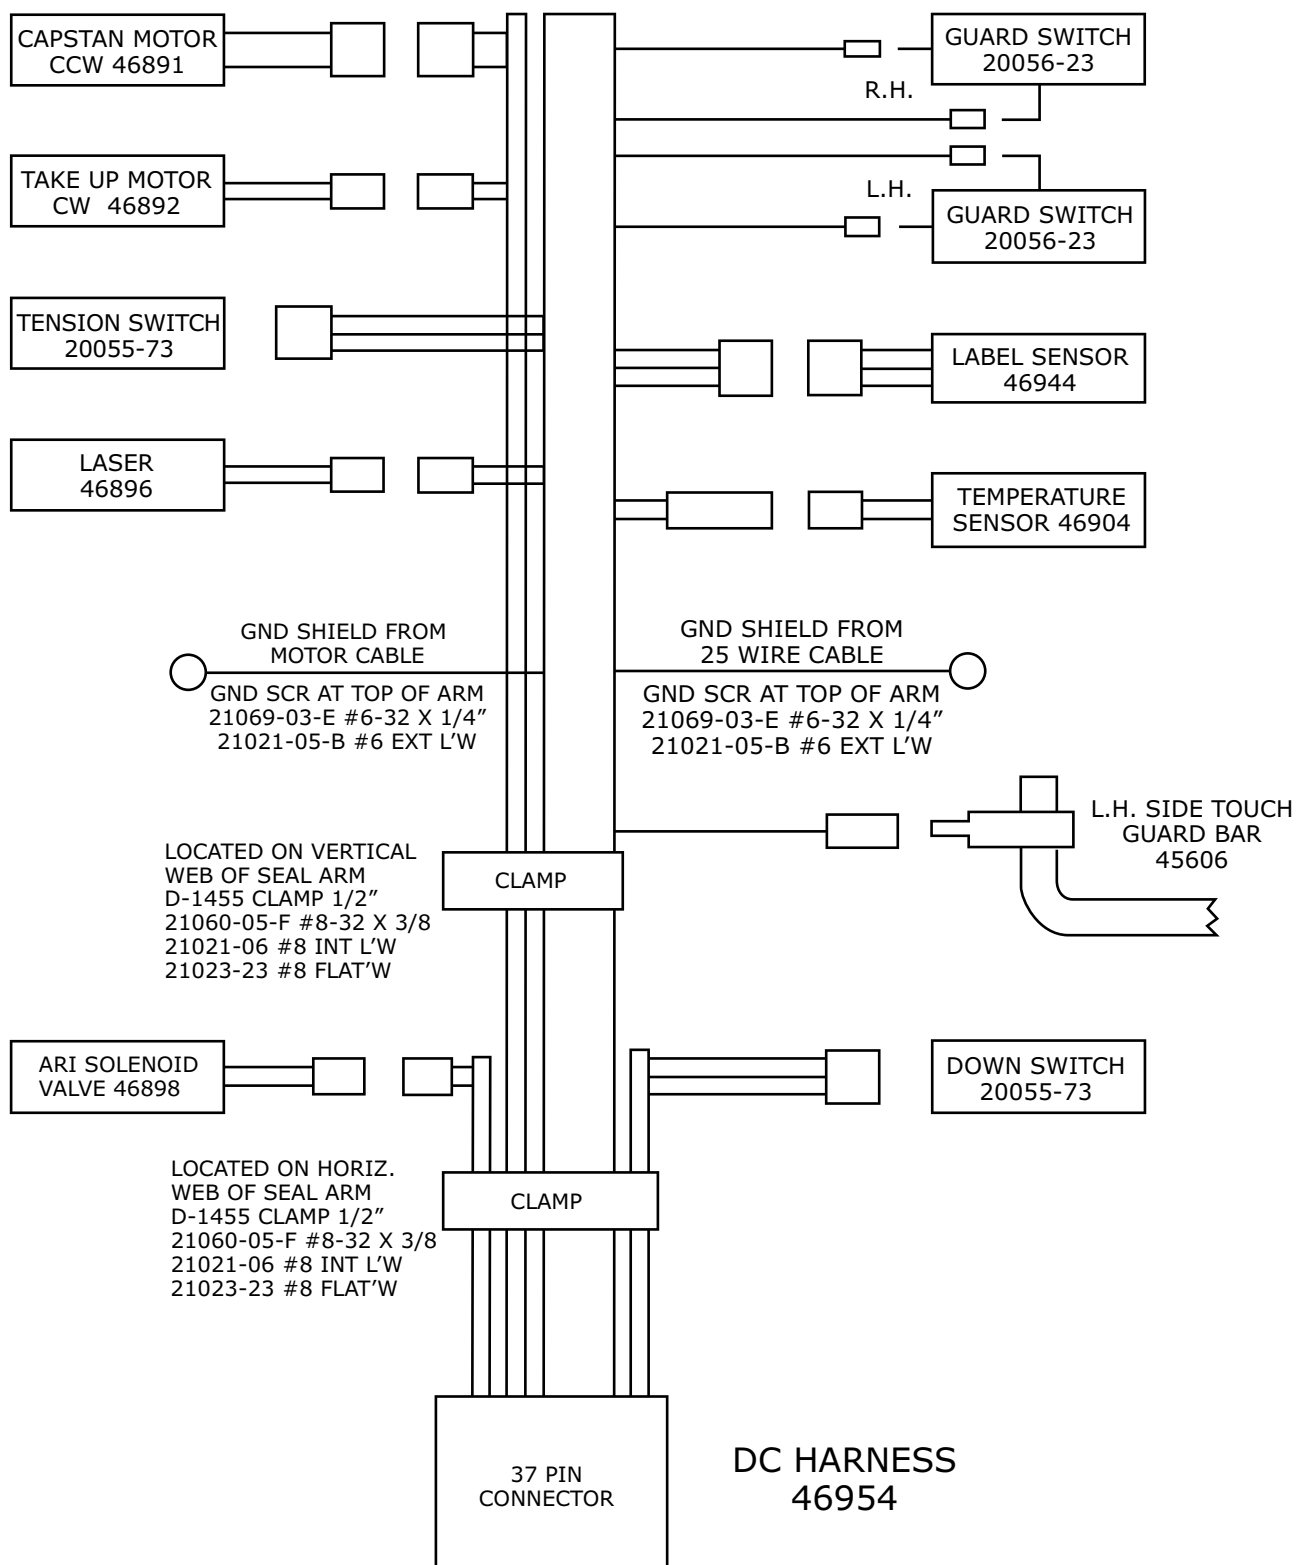 CAPSTAN MOTOR
CCW 46891
GUARD SWITCH
20056-23
R.H.
TAKE UP MOTOR
CW 46892
L.H.
GUARD SWITCH
20056-23
TENSION SWITCH
20055-73
LABEL SENSOR
46944
LASER
46896
TEMPERATURE
SENSOR 46904
GND SHIELD FROM
MOTOR CABLE
GND SCR AT TOP OF ARM
21069-03-E #6-32 X 1/4”
21021-05-B #6 EXT L’W
GND SHIELD FROM
25 WIRE CABLE
GND SCR AT TOP OF ARM
21069-03-E #6-32 X 1/4”
21021-05-B #6 EXT L’W
L.H. SIDE TOUCH
GUARD BAR
45606
LOCATED ON VERTICAL
WEB OF SEAL ARM
D-1455 CLAMP 1/2”
21060-05-F #8-32 X 3/8
21021-06 #8 INT L’W
21023-23 #8 FLAT’W
CLAMP
ARI SOLENOID
VALVE 46898
DOWN SWITCH
20055-73
LOCATED ON HORIZ.
WEB OF SEAL ARM
D-1455 CLAMP 1/2”
21060-05-F #8-32 X 3/8
21021-06 #8 INT L’W
21023-23 #8 FLAT’W
CLAMP
37 PIN
CONNECTOR
DC HARNESS
46954